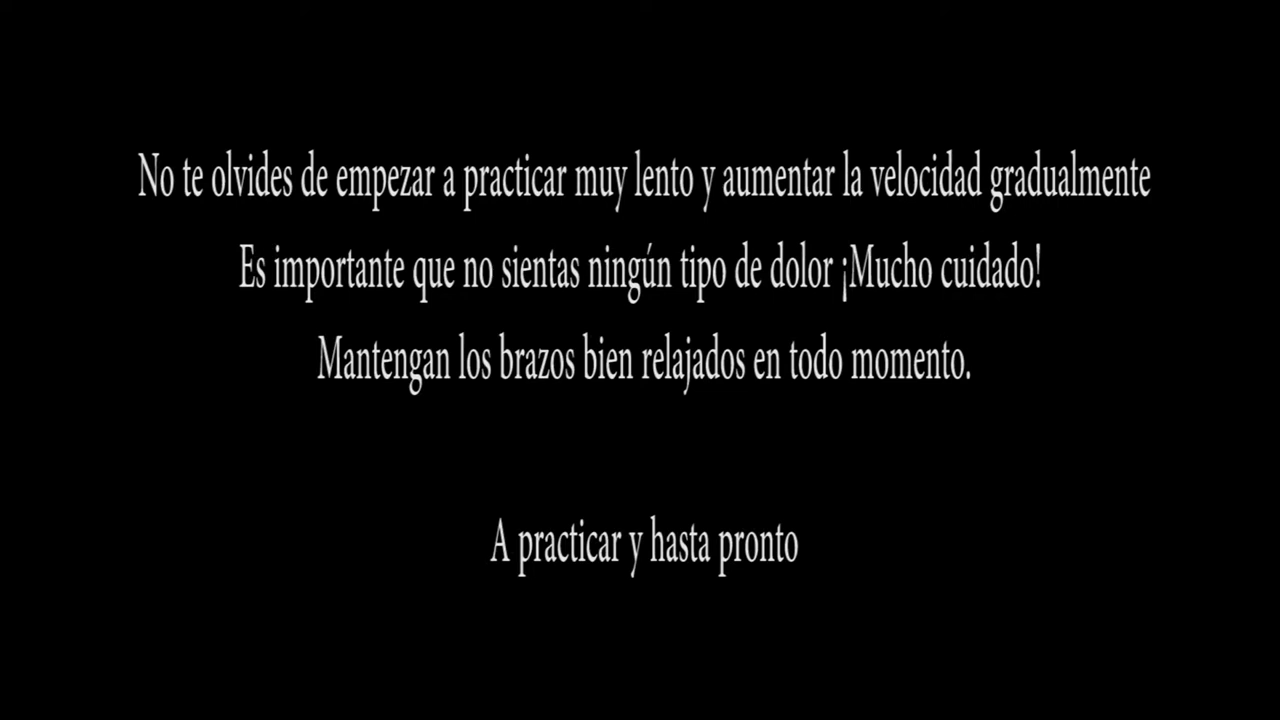 No te olvides de empezar a practicar muy lento y aumentar la velocidad gradualmente
Es importante que no sientas ningún tipo de dolor ¡Mucho cuidado!
Mantengan los brazos bien relajados en todo momento.
A practicar y hasta pronto